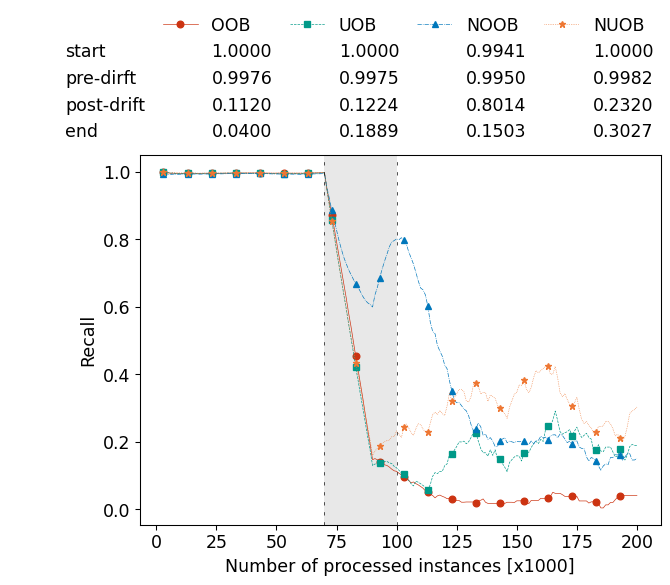 OOB UOB NOOB NUOB
start 1.0000 1.0000 0.9941 1.0000
pre-dirft 0.9976 0.9975 0.9950 0.9982
post-drift 0.1120 0.1224 0.8014 0.2320
end 0.0400 0.1889 0.1503 0.3027
1.0
0.8
0.6
0.4
0.2
0.0
Recall
0 25 50 75 100 125 150 175 200
Number of processed instances [x1000]